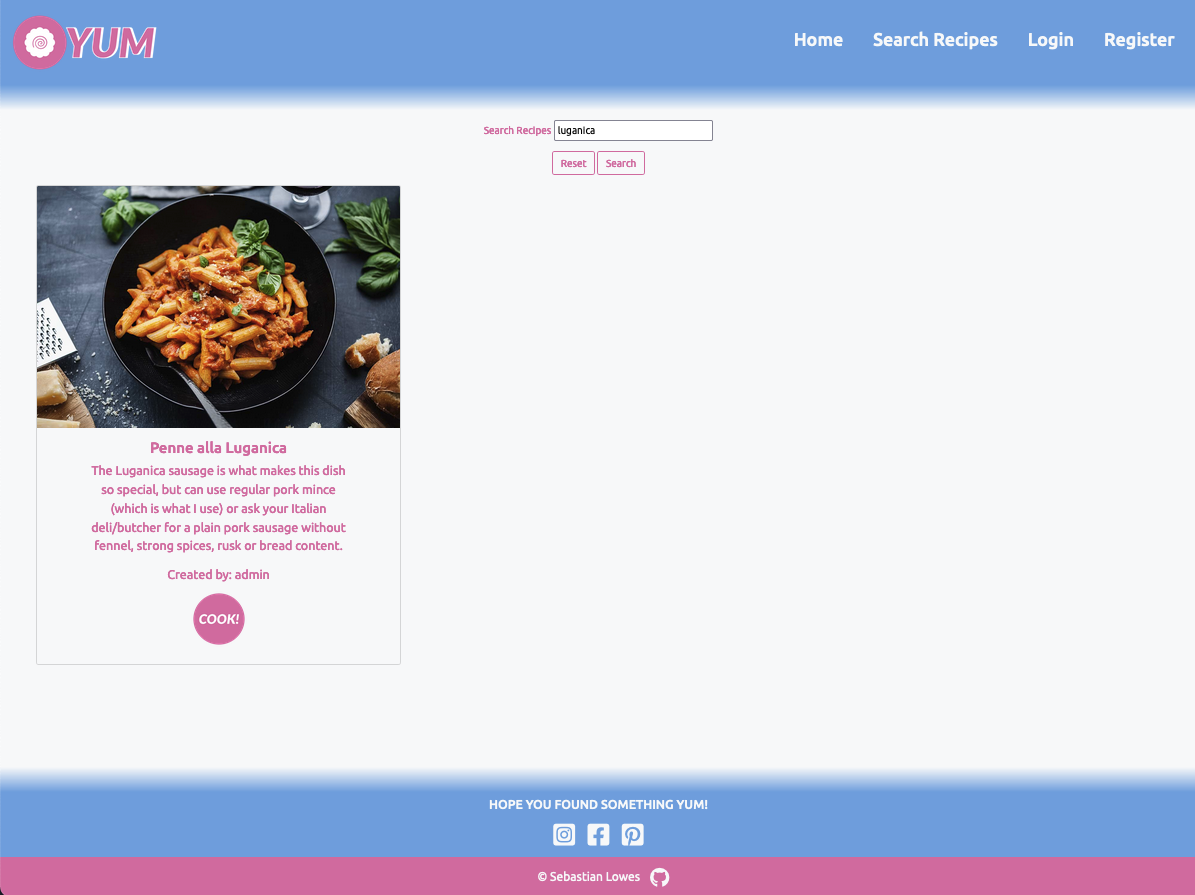 YUM
Home Search Recipes Login Register
Search Recipes luganica
Reset Search
Penne alla Luganica
The Luganica sausage is what makes this dish
so special, but can use regular pork mince
(which is what I use) or ask your Italian
deli/butcher for a plain pork sausage without
fennel, strong spices, rusk or bread content.
Created by: admin
COOK!
HOPE YOU FOUND SOMETHING YUM!
© Sebastian Lowes